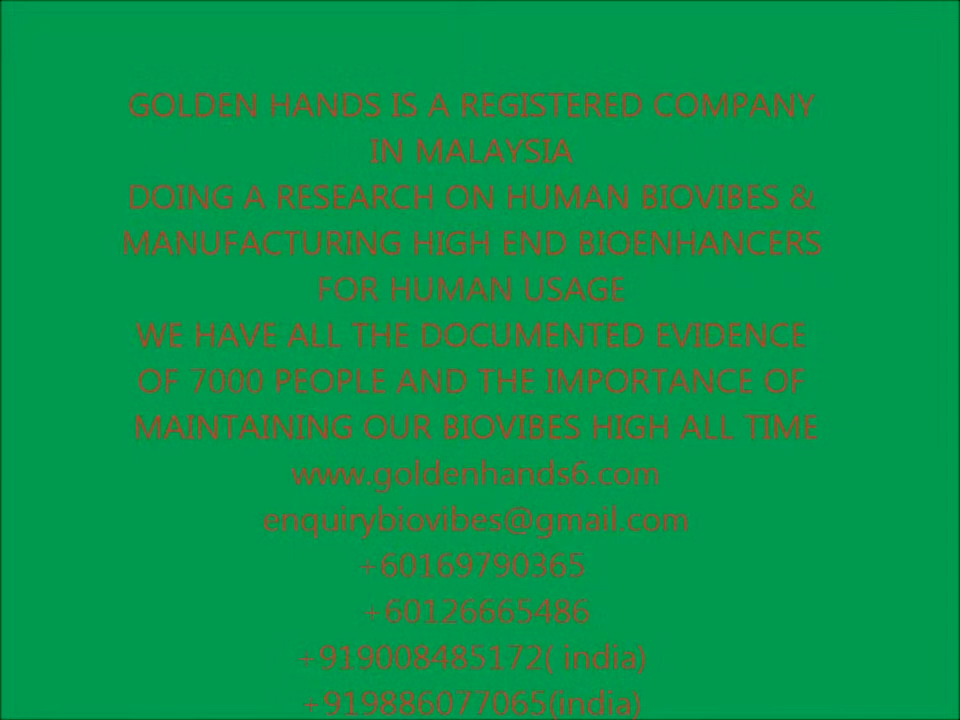 GOLDEN HANDS IS A REGISTERED COMPANY
IN MALAYSIA
DOING A RESEARCH ON HUMAN BIOVIBES &
MANUFACTURING HIGH END BIOENHANCERS
FOR HUMAN USAGE
WE HAVE ALL THE DOCUMENTED EVIDENCE
OF 7000 PEOPLE AND THE IMPORTANCE OF
MAINTAINING OUR BIOVIBES HIGH ALL TIME
www.goldenhands6.com
enquirybiovibes@gmail.com
+60169790365
+60126665486
+919008485172( india)
+919886077065(india)